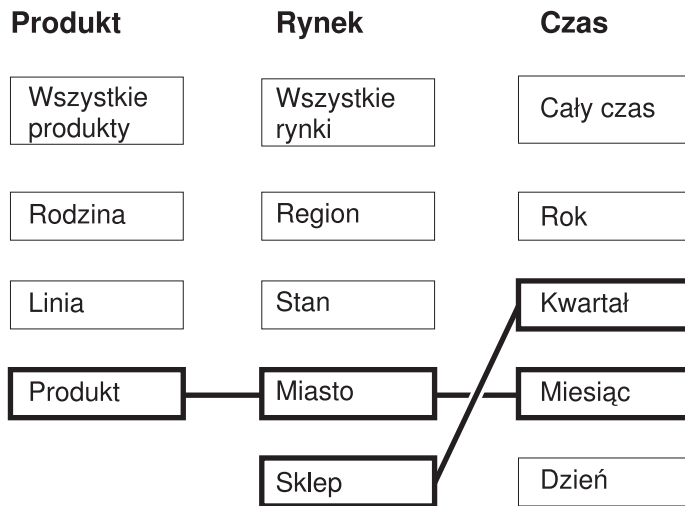 Produkt
Rynek
Czas
Wszystkie
produkty
Wszystkie
rynki
Cały czas
Rodzina
Region
Rok
Linia
Stan
Kwartał
Produkt
Miasto
Miesiąc
Sklep
Dzień